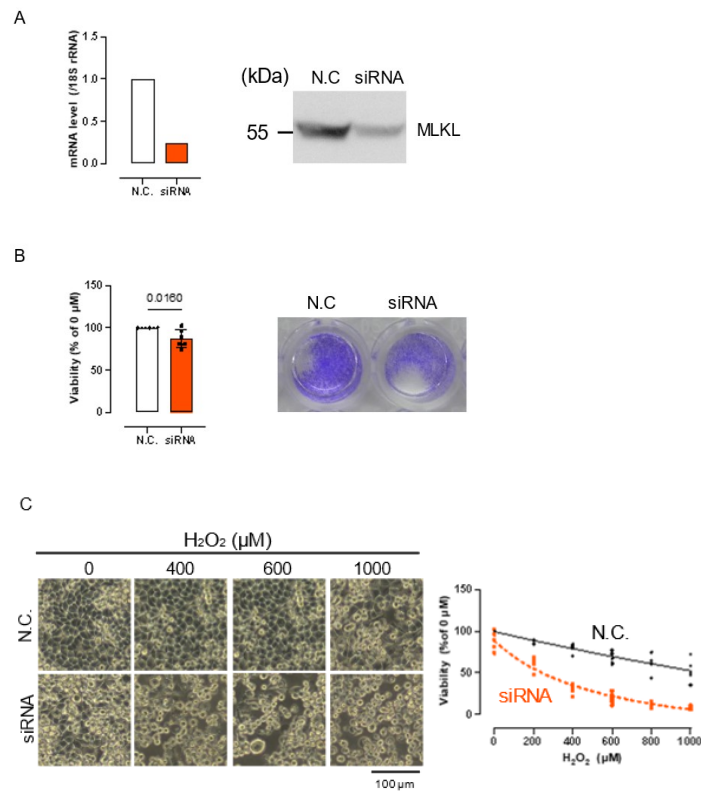 A
mRNA level (/18S rRNA)
1.5
1.0
0.5
0.0
N.C. siRNA
(kDa) N.C siRNA
55
MLKL
B
Viability (% of 0 µM)
150
100
50
0
0.0160
N.C. siRNA
N.C siRNA
C
H₂O₂ (µM)
0 400 600 1000
N.C.
siRNA
100 µm
Viability (%of 0 µM)
150
100
50
0
N.C.
siRNA
0 200 400 600 800 1000
H₂O₂ (µM)